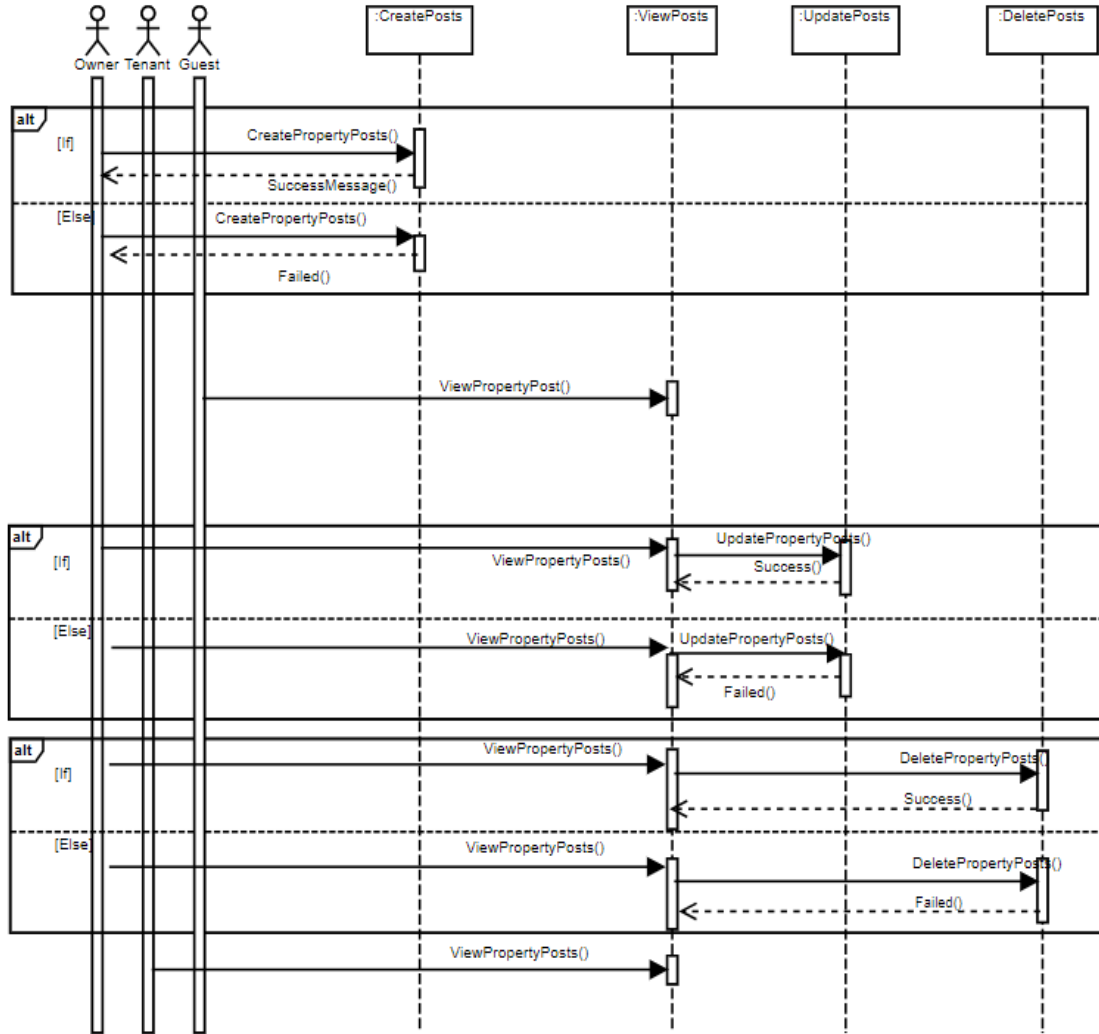 :CreatePosts
:ViewPosts
:UpdatePosts
:DeletePosts
Owner
Tenant
Guest
alt
[If]
CreatePropertyPosts()
SuccessMessage()
[Else]
CreatePropertyPosts()
Failed()
ViewPropertyPost()
alt
[If]
ViewPropertyPosts()
UpdatePropertyPosts()
Success()
[Else]
ViewPropertyPosts()
UpdatePropertyPosts()
Failed()
alt
[If]
ViewPropertyPosts()
DeletePropertyPosts()
Success()
[Else]
ViewPropertyPosts()
DeletePropertyPosts()
Failed()
ViewPropertyPosts()